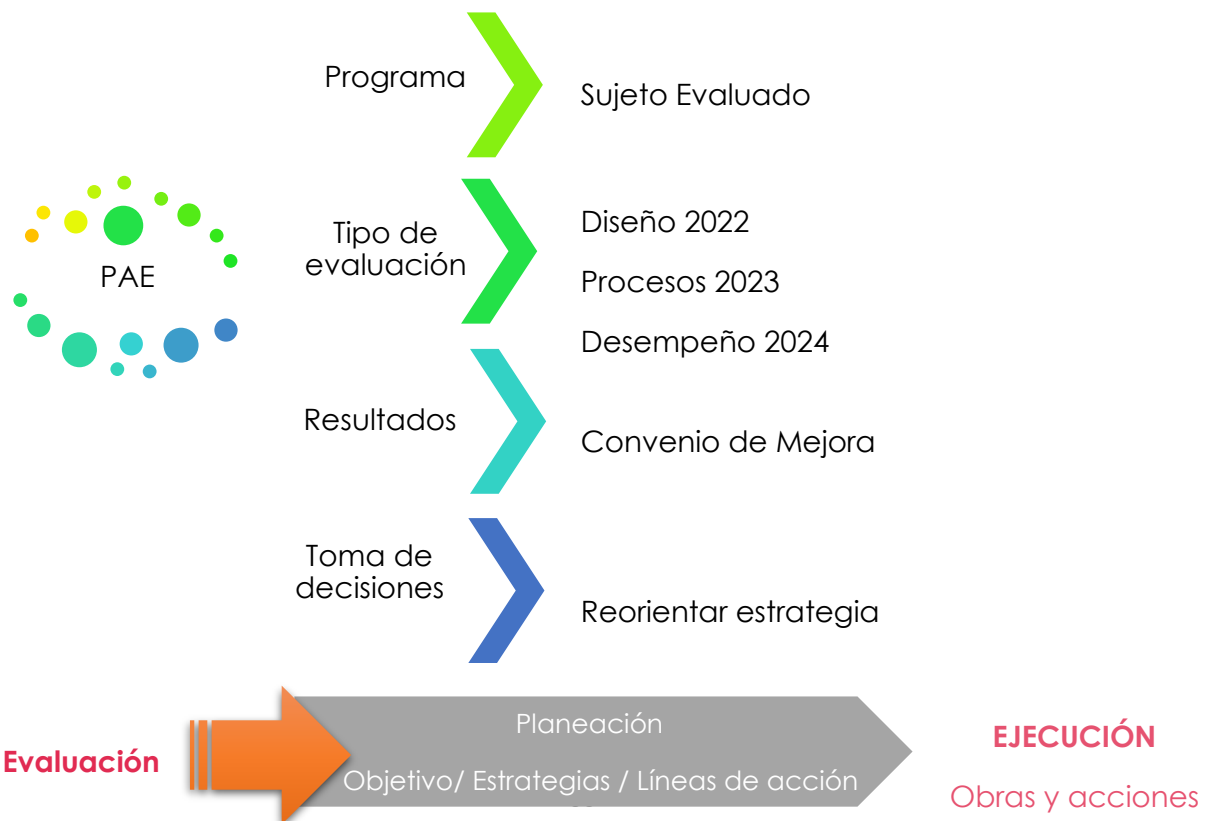 Programa
Sujeto Evaluado
PAE
Tipo de
evaluación
Diseño 2022
Procesos 2023
Desempeño 2024
Resultados
Convenio de Mejora
Toma de
decisiones
Reorientar estrategia
Evaluación
Planeación
Objetivo/ Estrategias / Líneas de acción
EJECUCIÓN
Obras y acciones